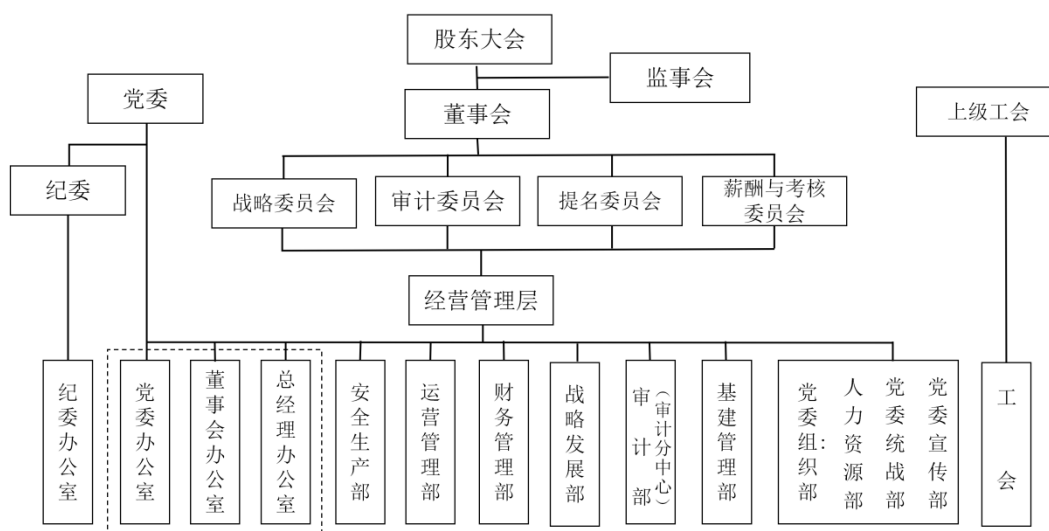 股东大会
监事会
党委
董事会
上级工会
纪委
战略委员会
审计委员会
提名委员会
薪酬与考核
委员会
经营管理层
纪委办公室
党委办公室
董事会办公室
总经理办公室
安全生产部
运营管理部
财务管理部
战略发展部
审计部
（审计分中心）
基建管理部
党委组织部:
人力资源部
党委统战部
党委宣传部
工会